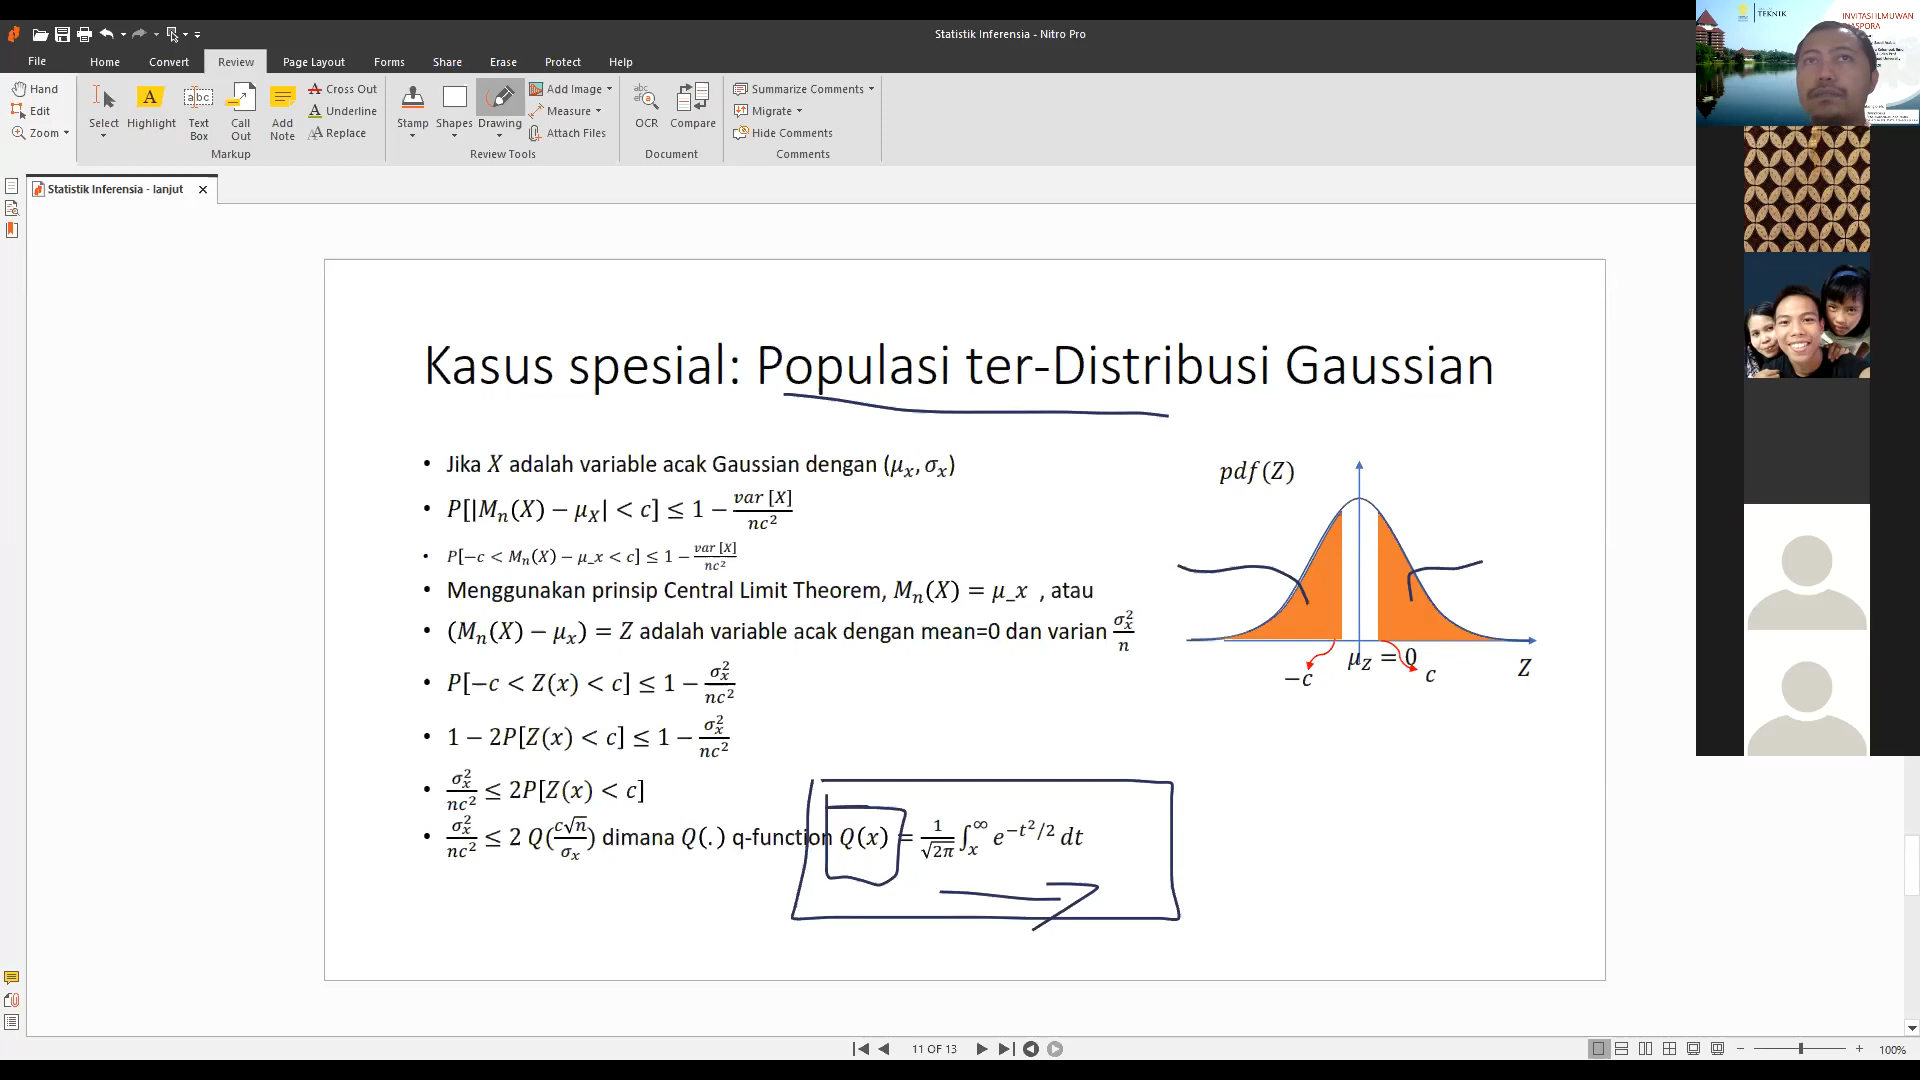 Statistik Inferensia - Nitro Pro
File Home Convert Review Page Layout Forms Share Review Erase Protect Help
Hand
Edit
Zoom
Select
Highlight
Text Box
Call Out
Add Note
Cross Out
Underline
Replace
Markup
Stamp
Shapes
Drawing
Add Image
Measure
Attach Files
Review Tools
OCR
Compare
Document
Summarize Comments
Migrate
Hide Comments
Comments
Statistik Inferensia - lanjut
Kasus spesial: Populasi ter-Distribusi Gaussian
• Jika X adalah variable acak Gaussian dengan (μₓ, σₓ)
• P[|Mₙ(X) − μ_X| < c] ≤ 1 − var [X]/nc²
• P[−c < Mₙ(X) − μ_x < c] ≤ 1 − var [X]/nc²
• Menggunakan prinsip Central Limit Theorem, Mₙ(X) = μ_x , atau
• (Mₙ(X) − μₓ) = Z adalah variable acak dengan mean=0 dan varian σₓ²/n
• P[−c < Z(x) < c] ≤ 1 − σₓ²/nc²
• 1 − 2P[Z(x) < c] ≤ 1 − σₓ²/nc²
• σₓ²/nc² ≤ 2P[Z(x) < c]
• σₓ²/nc² ≤ 2 Q(c√n/σₓ) dimana Q(.) q-function Q(x) = 1/√2π ∫ₓ^∞ e^(−t²/2) dt
pdf(Z)
μ_Z = 0
−c
c
Z
11 OF 13
100%
TEKNIK
INVITASI ILMUWAN